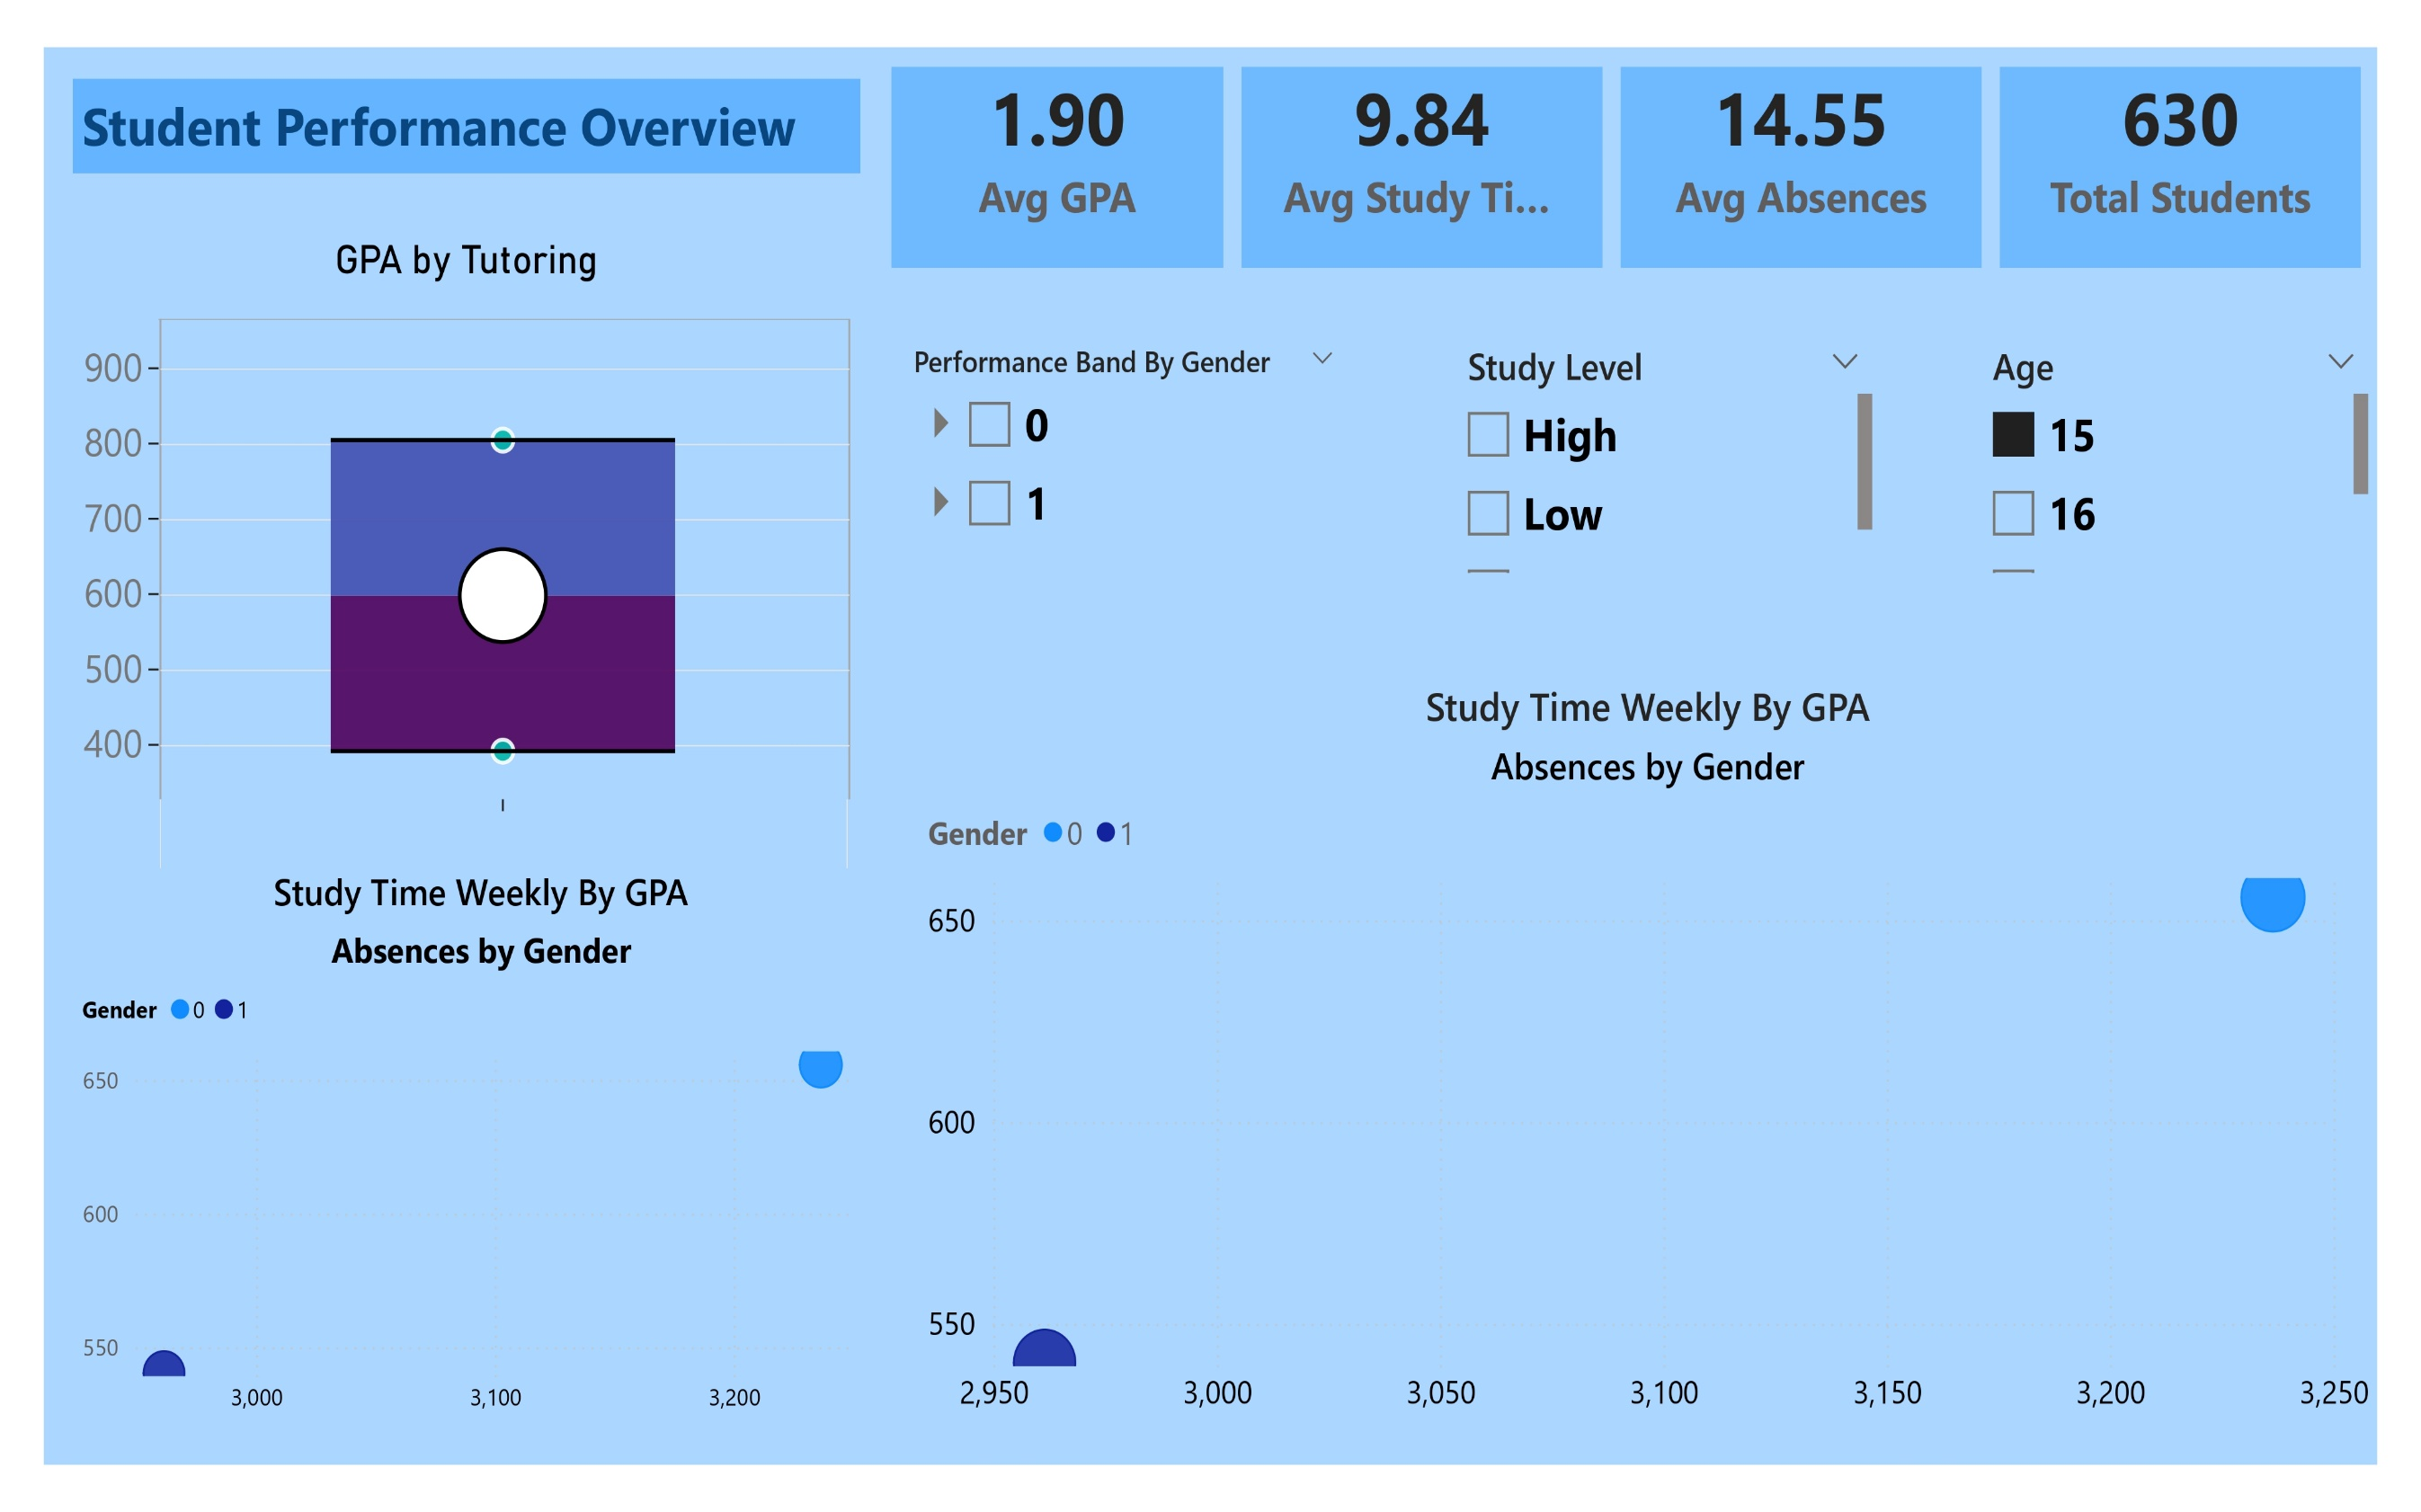 Student Performance Overview
1.90
Avg GPA
9.84
Avg Study Ti...
14.55
Avg Absences
630
Total Students
GPA by Tutoring
900
800
700
600
500
400
Performance Band By Gender
0
1
Study Level
High
Low
Age
15
16
Study Time Weekly By GPA
Absences by Gender
Gender 0 1
650
600
550
3,000 3,100 3,200
Study Time Weekly By GPA
Absences by Gender
Gender 0 1
650
600
550
2,950 3,000 3,050 3,100 3,150 3,200 3,250